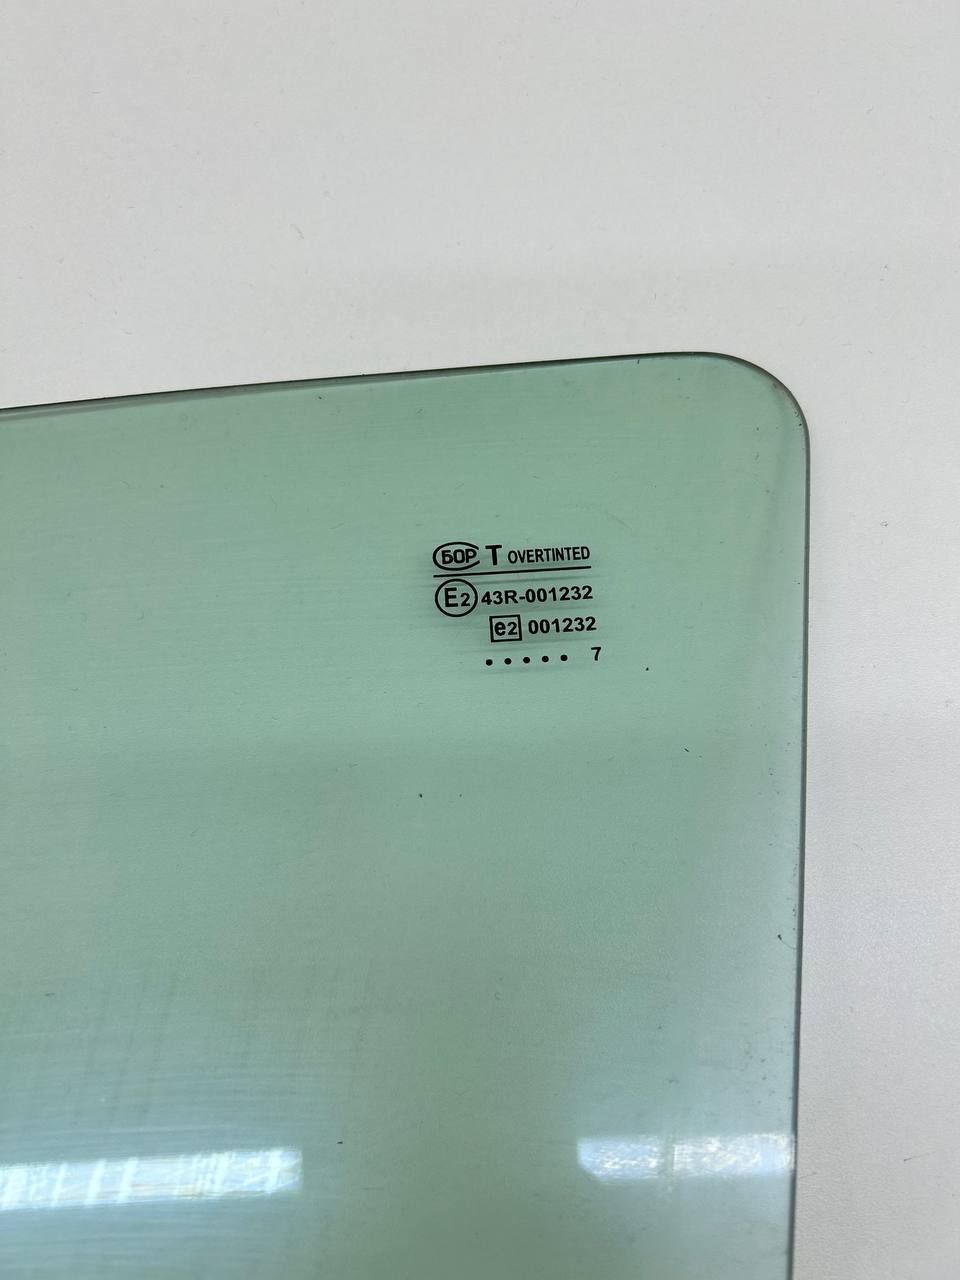 БОР T OVERTINTED
E2 43R-001232
e2 001232
..... 7